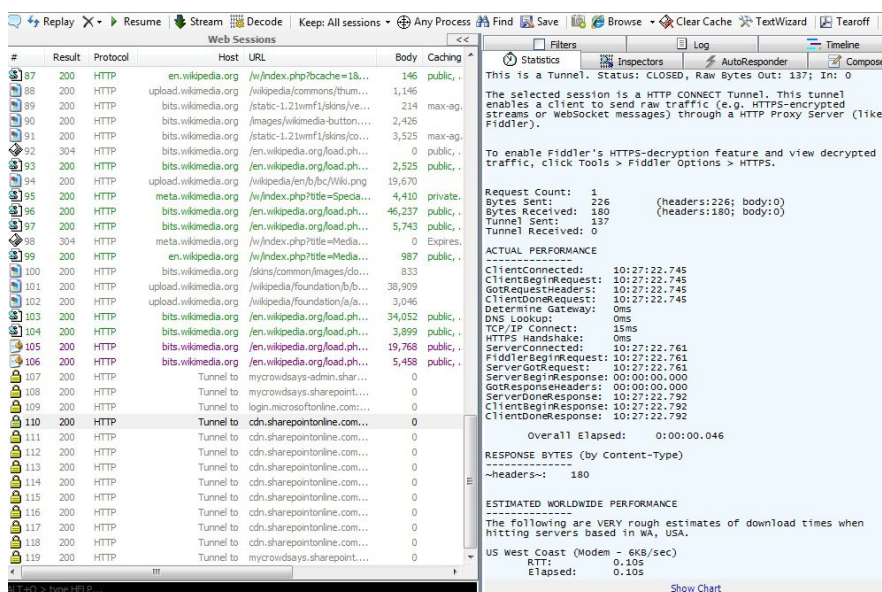 Replay X Resume Stream Decode Keep: All sessions Any Process Find Save Browse Clear Cache TextWizard Tearoff
Web Sessions <<
# Result Protocol Host URL Body Caching
87 200 HTTP en.wikipedia.org /w/index.php?bcache=1&... 146 public, .
88 200 HTTP upload.wikimedia.org /wikipedia/commons/thum... 1,146
89 200 HTTP bits.wikimedia.org /static-1.21wmf1/skins/ve... 214 max-ag.
90 200 HTTP bits.wikimedia.org /images/wikimedia-button.... 2,426
91 200 HTTP bits.wikimedia.org /static-1.21wmf1/skins/co... 3,525 max-ag.
92 304 HTTP bits.wikimedia.org /en.wikipedia.org/load.ph... 0 public, .
93 200 HTTP bits.wikimedia.org /en.wikipedia.org/load.ph... 2,525 public, .
94 200 HTTP upload.wikimedia.org /wikipedia/en/b/bc/Wiki.png 19,670
95 200 HTTP meta.wikimedia.org /w/index.php?title=Specia... 4,410 private.
96 200 HTTP bits.wikimedia.org /en.wikipedia.org/load.ph... 46,237 public, .
97 200 HTTP bits.wikimedia.org /en.wikipedia.org/load.ph... 5,743 public, .
98 304 HTTP meta.wikimedia.org /w/index.php?title=Media... 0 Expires.
99 200 HTTP en.wikipedia.org /w/index.php?title=Media... 987 public, .
100 200 HTTP bits.wikimedia.org /skins/common/images/clo... 833
101 200 HTTP upload.wikimedia.org /wikipedia/foundation/b/b... 38,909
102 200 HTTP upload.wikimedia.org /wikipedia/foundation/a/a... 3,046
103 200 HTTP bits.wikimedia.org /en.wikipedia.org/load.ph... 34,052 public, .
104 200 HTTP bits.wikimedia.org /en.wikipedia.org/load.ph... 3,899 public, .
105 200 HTTP bits.wikimedia.org /en.wikipedia.org/load.ph... 19,768 public, .
106 200 HTTP bits.wikimedia.org /en.wikipedia.org/load.ph... 5,458 public, .
107 200 HTTP Tunnel to mycrowdsays-admin.shar... 0
108 200 HTTP Tunnel to mycrowdsays.sharepoint.... 0
109 200 HTTP Tunnel to login.microsoftonline.com:... 0
110 200 HTTP Tunnel to cdn.sharepointonline.com... 0
111 200 HTTP Tunnel to cdn.sharepointonline.com... 0
112 200 HTTP Tunnel to cdn.sharepointonline.com... 0
113 200 HTTP Tunnel to cdn.sharepointonline.com... 0
114 200 HTTP Tunnel to cdn.sharepointonline.com... 0
115 200 HTTP Tunnel to cdn.sharepointonline.com... 0
116 200 HTTP Tunnel to cdn.sharepointonline.com... 0
117 200 HTTP Tunnel to cdn.sharepointonline.com... 0
118 200 HTTP Tunnel to cdn.sharepointonline.com... 0
119 200 HTTP Tunnel to mycrowdsays.sharepoint.... 0
ALT+Q > type HELP...
Filters Log Timeline
Statistics Inspectors AutoResponder Compose
This is a Tunnel. Status: CLOSED, Raw Bytes Out: 137; In: 0
The selected session is a HTTP CONNECT Tunnel. This tunnel
enables a client to send raw traffic (e.g. HTTPS-encrypted
streams or WebSocket messages) through a HTTP Proxy Server (like
Fiddler).
To enable Fiddler's HTTPS-decryption feature and view decrypted
traffic, click Tools > Fiddler Options > HTTPS.
Request Count: 1
Bytes Sent: 226 (headers:226; body:0)
Bytes Received: 180 (headers:180; body:0)
Tunnel Sent: 137
Tunnel Received: 0
ACTUAL PERFORMANCE
--------------
ClientConnected: 10:27:22.745
ClientBeginRequest: 10:27:22.745
GotRequestHeaders: 10:27:22.745
ClientDoneRequest: 10:27:22.745
Determine Gateway: 0ms
DNS Lookup: 0ms
TCP/IP Connect: 15ms
HTTPS Handshake: 0ms
ServerConnected: 10:27:22.761
FiddlerBeginRequest: 10:27:22.761
ServerGotRequest: 10:27:22.761
ServerBeginResponse: 00:00:00.000
GotResponseHeaders: 00:00:00.000
ServerDoneResponse: 10:27:22.792
ClientBeginResponse: 10:27:22.792
ClientDoneResponse: 10:27:22.792
Overall Elapsed: 0:00:00.046
RESPONSE BYTES (by Content-Type)
--------------
~headers~: 180
ESTIMATED WORLDWIDE PERFORMANCE
--------------
The following are VERY rough estimates of download times when
hitting servers based in WA, USA.
US West Coast (Modem - 6KB/sec)
RTT: 0.10s
Elapsed: 0.10s
Show Chart